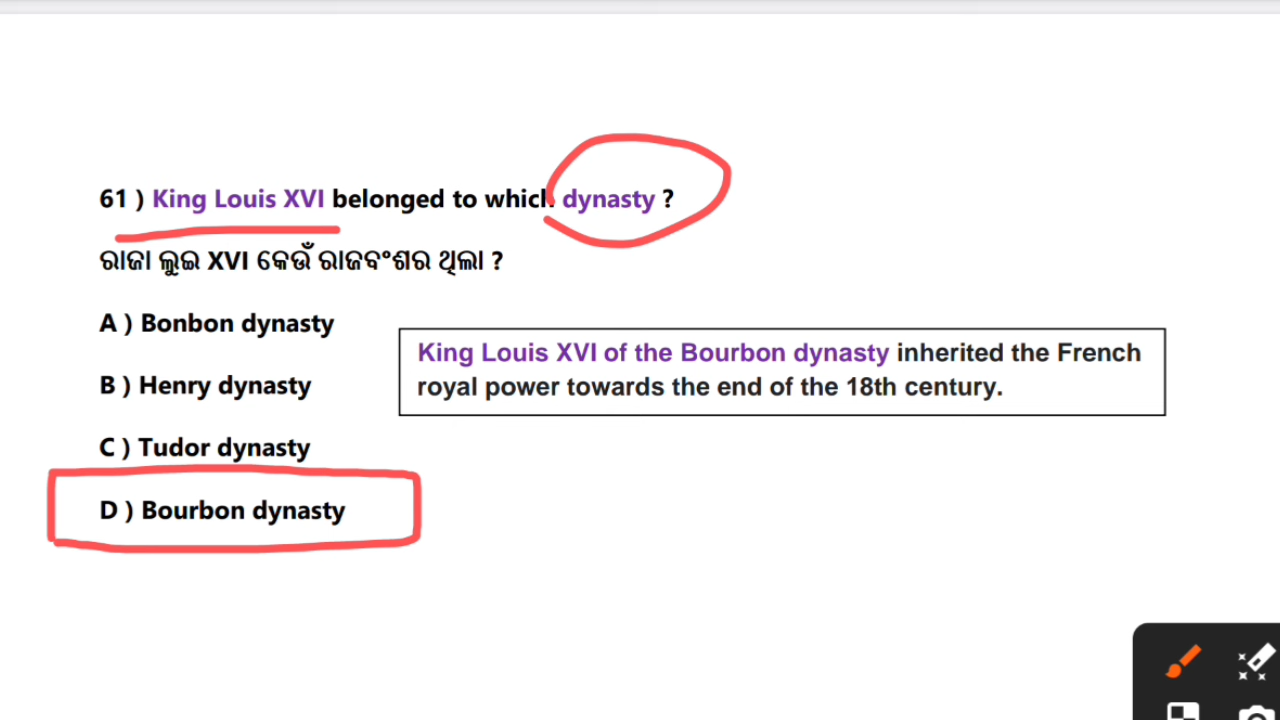 61 ) King Louis XVI belonged to which dynasty ?
ରାଜା ଲୁଇ XVI କେଉଁ ରାଜବଂଶର ଥିଲା ?
A ) Bonbon dynasty
King Louis XVI of the Bourbon dynasty inherited the French
royal power towards the end of the 18th century.
B ) Henry dynasty
C ) Tudor dynasty
D ) Bourbon dynasty